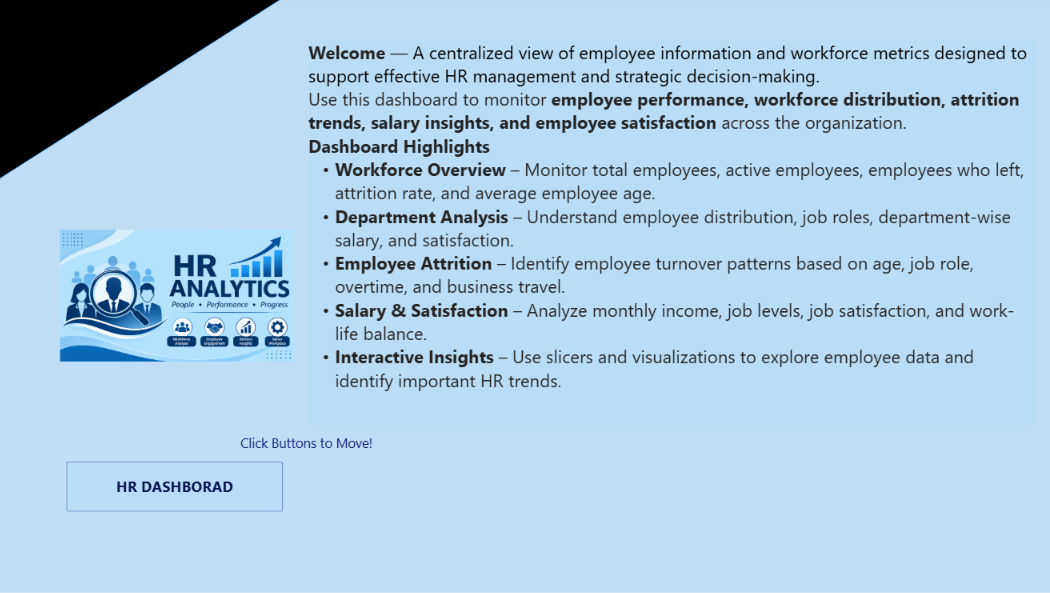 Welcome — A centralized view of employee information and workforce metrics designed to
support effective HR management and strategic decision-making.
Use this dashboard to monitor employee performance, workforce distribution, attrition
trends, salary insights, and employee satisfaction across the organization.
Dashboard Highlights
• Workforce Overview – Monitor total employees, active employees, employees who left,
attrition rate, and average employee age.
• Department Analysis – Understand employee distribution, job roles, department-wise
salary, and satisfaction.
• Employee Attrition – Identify employee turnover patterns based on age, job role,
overtime, and business travel.
• Salary & Satisfaction – Analyze monthly income, job levels, job satisfaction, and work-
life balance.
• Interactive Insights – Use slicers and visualizations to explore employee data and
identify important HR trends.
HR
ANALYTICS
People • Performance • Progress
Workforce
Analysis
Employee
Engagement
Insights
Workplace
Click Buttons to Move!
HR DASHBORAD